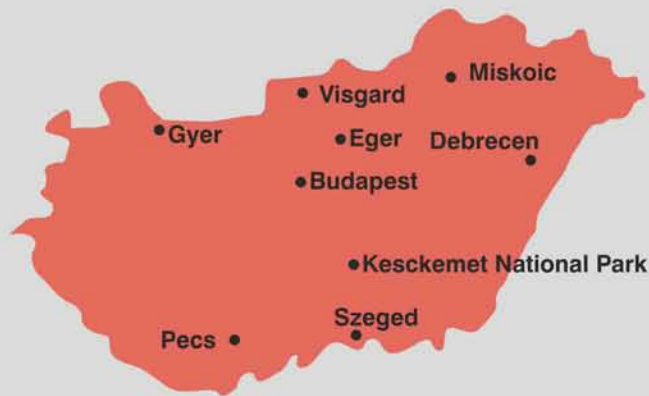 Miskoic
Visgard
Gyer
Eger
Debrecen
Budapest
Kesckemet National Park
Szeged
Pecs